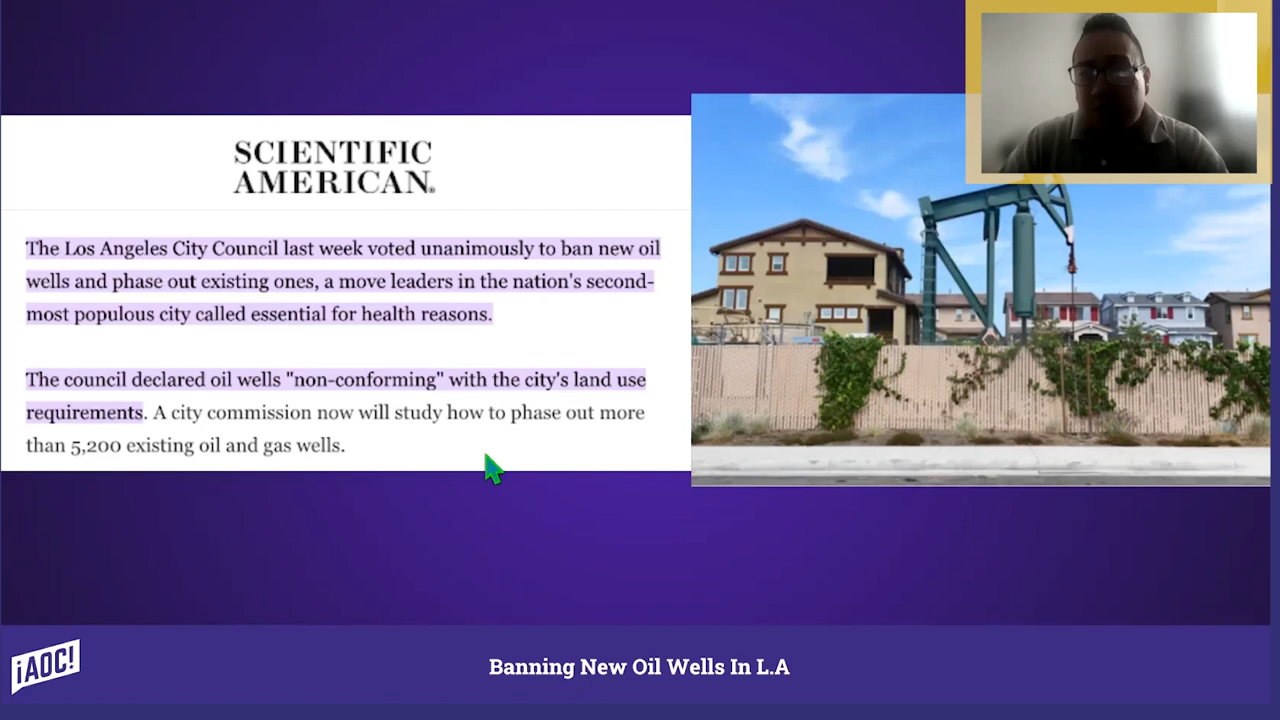 SCIENTIFIC
AMERICAN®
The Los Angeles City Council last week voted unanimously to ban new oil
wells and phase out existing ones, a move leaders in the nation's second-
most populous city called essential for health reasons.
The council declared oil wells "non-conforming" with the city's land use
requirements. A city commission now will study how to phase out more
than 5,200 existing oil and gas wells.
¡AOC!
Banning New Oil Wells In L.A